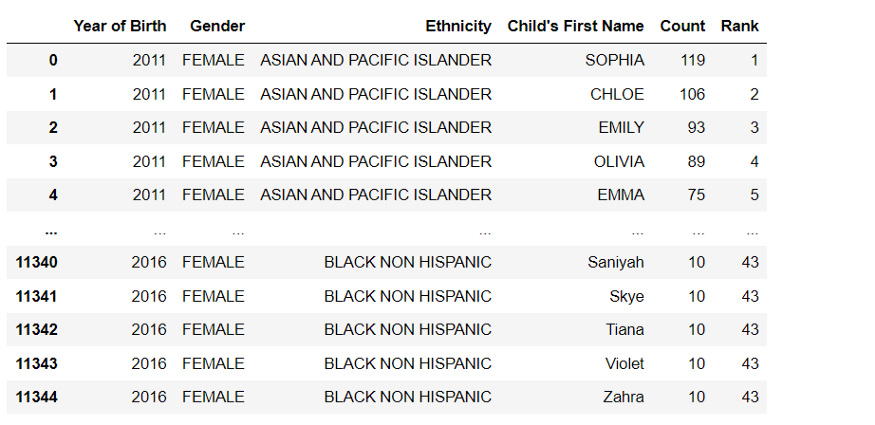 Year of Birth Gender Ethnicity Child's First Name Count Rank
0 2011 FEMALE ASIAN AND PACIFIC ISLANDER SOPHIA 119 1
1 2011 FEMALE ASIAN AND PACIFIC ISLANDER CHLOE 106 2
2 2011 FEMALE ASIAN AND PACIFIC ISLANDER EMILY 93 3
3 2011 FEMALE ASIAN AND PACIFIC ISLANDER OLIVIA 89 4
4 2011 FEMALE ASIAN AND PACIFIC ISLANDER EMMA 75 5
... ... ... ... ... ... ...
11340 2016 FEMALE BLACK NON HISPANIC Saniyah 10 43
11341 2016 FEMALE BLACK NON HISPANIC Skye 10 43
11342 2016 FEMALE BLACK NON HISPANIC Tiana 10 43
11343 2016 FEMALE BLACK NON HISPANIC Violet 10 43
11344 2016 FEMALE BLACK NON HISPANIC Zahra 10 43